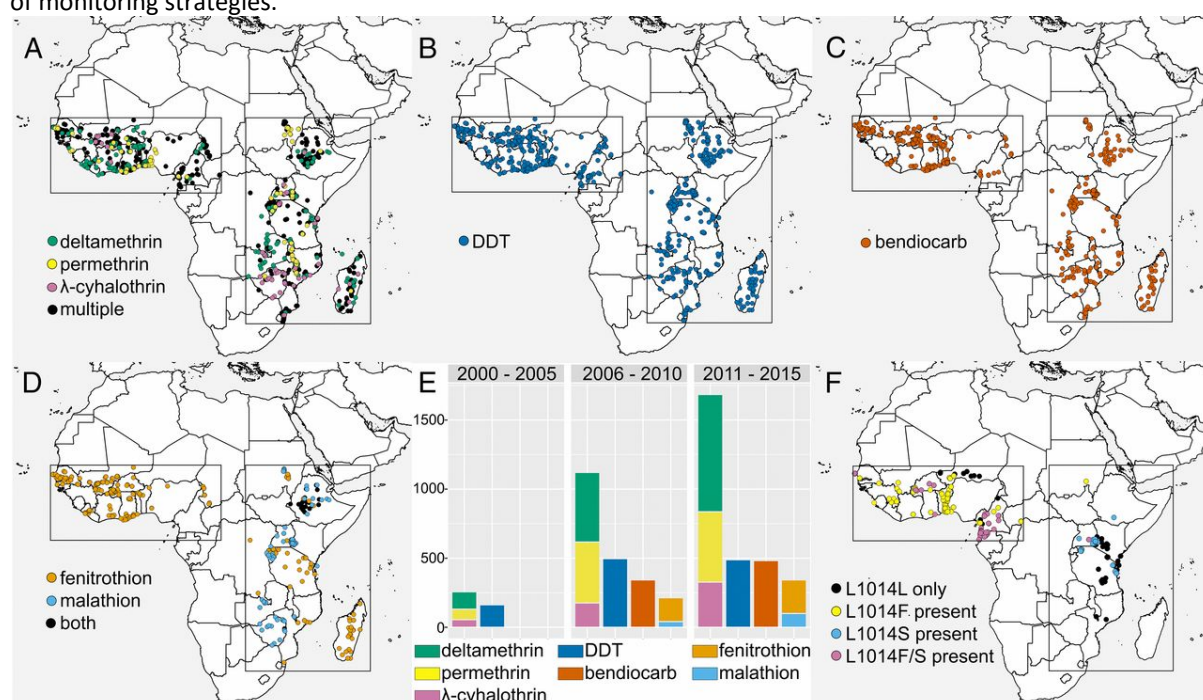 of monitoring strategies.
A
B
C
deltamethrin
permethrin
λ-cyhalothrin
multiple
DDT
bendiocarb
D
E
F
2000 - 2005
2006 - 2010
2011 - 2015
1500
1000
500
0
fenitrothion
malathion
both
L1014L only
L1014F present
L1014S present
L1014F/S present
deltamethrin
DDT
fenitrothion
permethrin
bendiocarb
malathion
λ-cyhalothrin